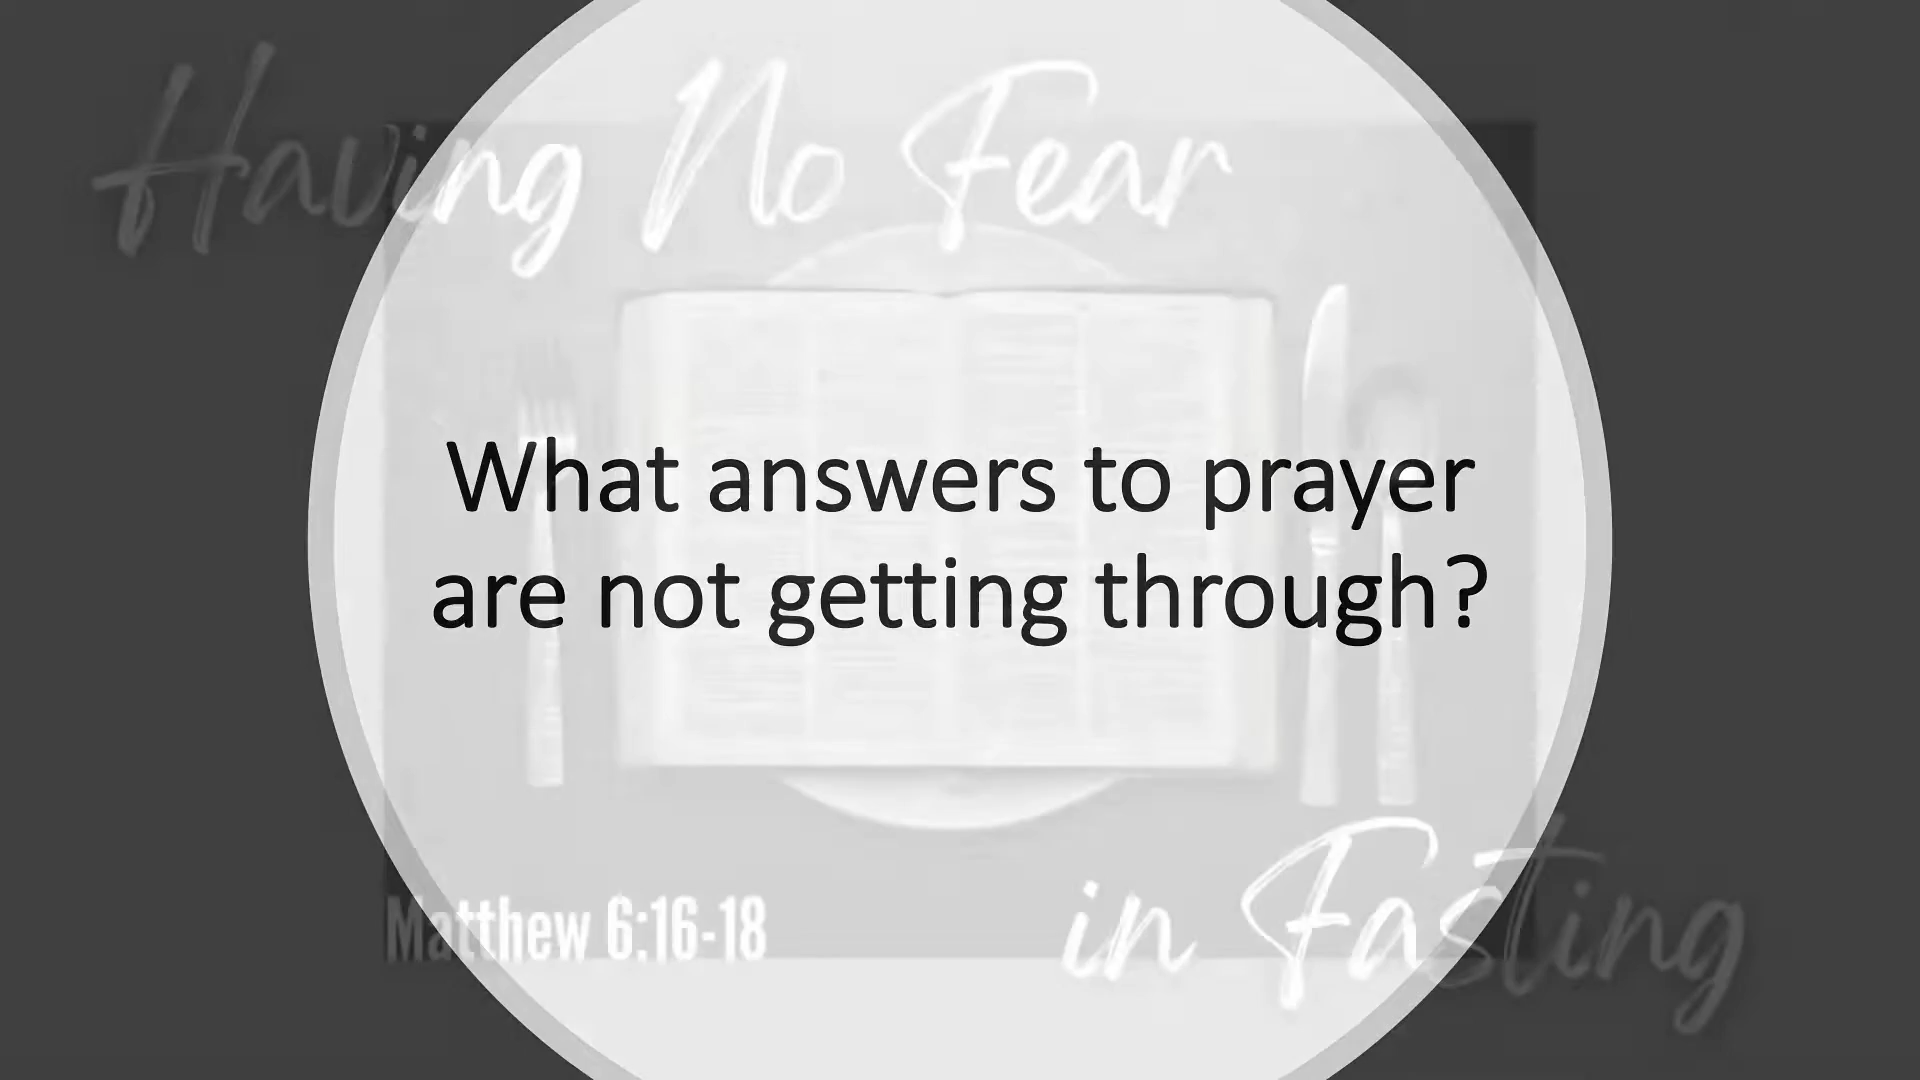 Having No Fear
What answers to prayer
are not getting through?
Matthew 6:16-18
in Fasting